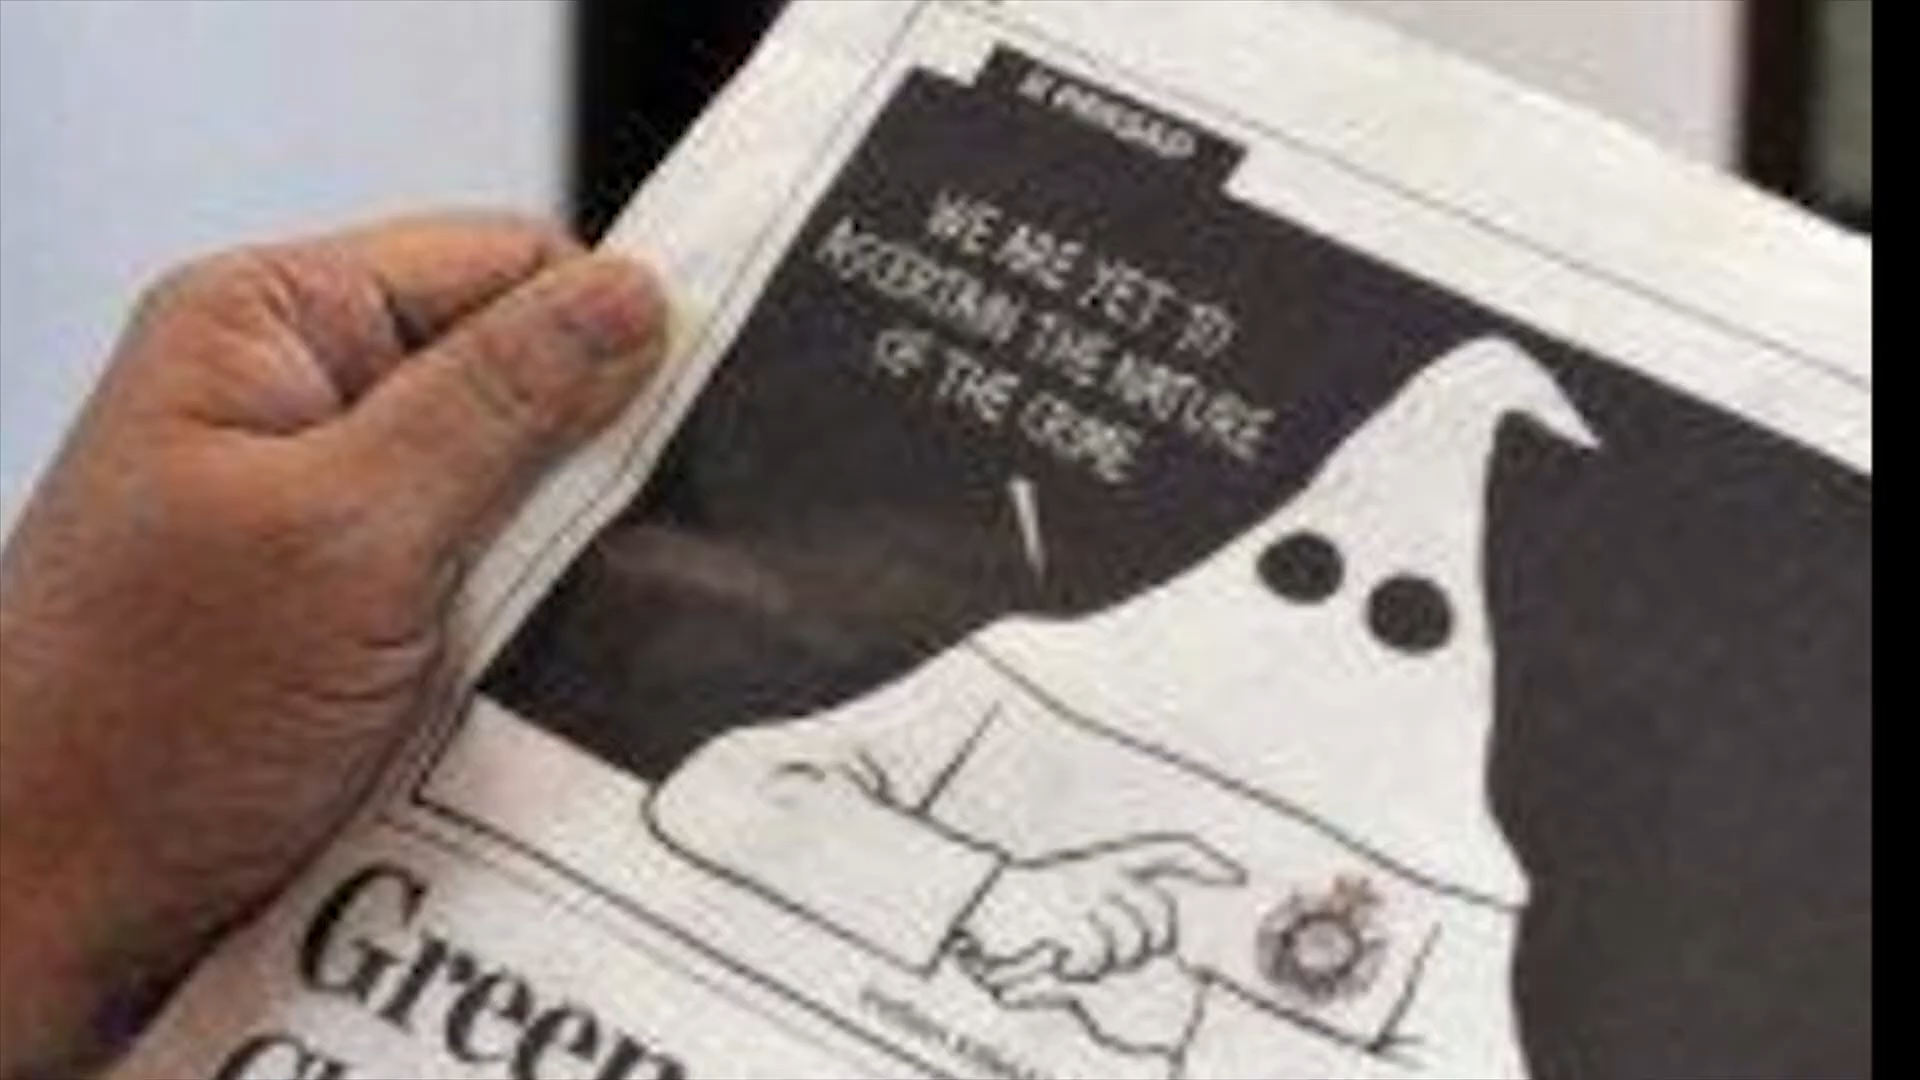 WE ARE YET TO
ASCERTAIN THE NATURE
OF THE CRIME
Green